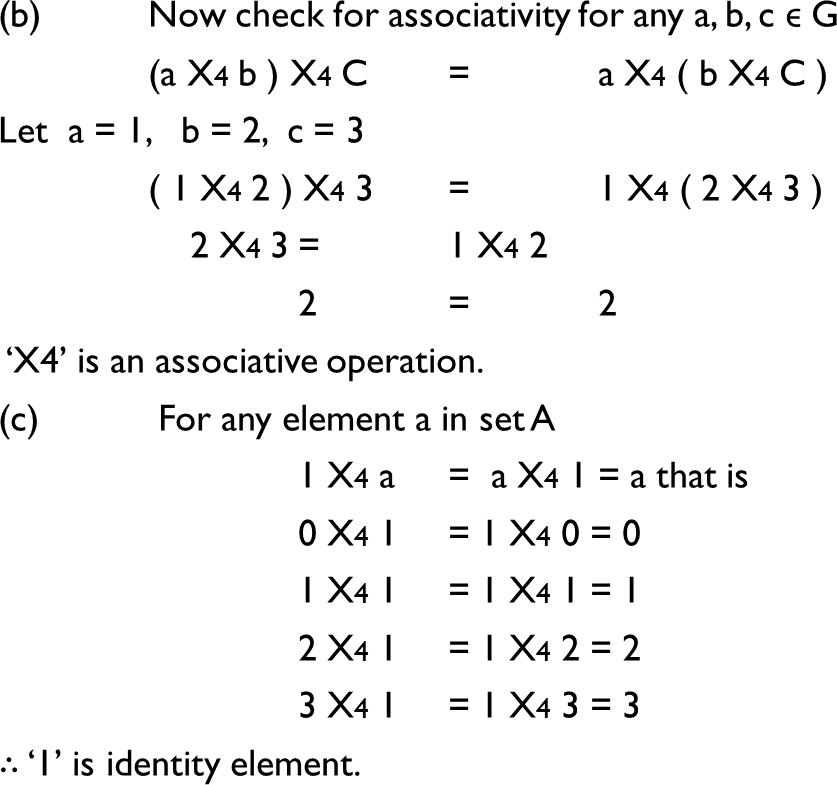 (b) Now check for associativity for any a, b, c ϵ G
(a X4 b ) X4 C = a X4 ( b X4 C )
Let a = 1, b = 2, c = 3
( 1 X4 2 ) X4 3 = 1 X4 ( 2 X4 3 )
2 X4 3 = 1 X4 2
2 = 2
‘X4’ is an associative operation.
(c) For any element a in set A
1 X4 a = a X4 1 = a that is
0 X4 1 = 1 X4 0 = 0
1 X4 1 = 1 X4 1 = 1
2 X4 1 = 1 X4 2 = 2
3 X4 1 = 1 X4 3 = 3
∴ ‘1’ is identity element.